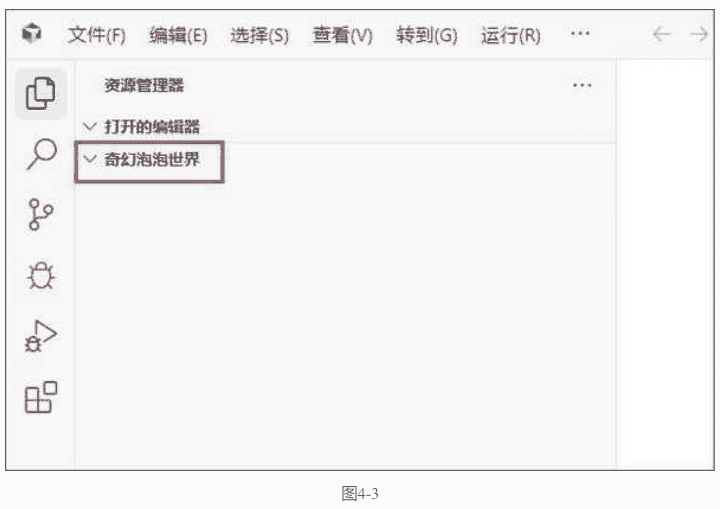 文件(F) 编辑(E) 选择(S) 查看(V) 转到(G) 运行(R) ···
资源管理器 ···
打开的编辑器
奇幻泡泡世界
图4-3